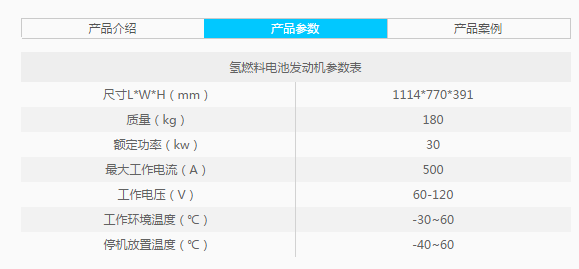 产品介绍 产品参数 产品案例
氢燃料电池发动机参数表
尺寸L*W*H（mm） 1114*770*391
质量（kg） 180
额定功率（kw） 30
最大工作电流（A） 500
工作电压（V） 60-120
工作环境温度（℃） -30~60
停机放置温度（℃） -40~60